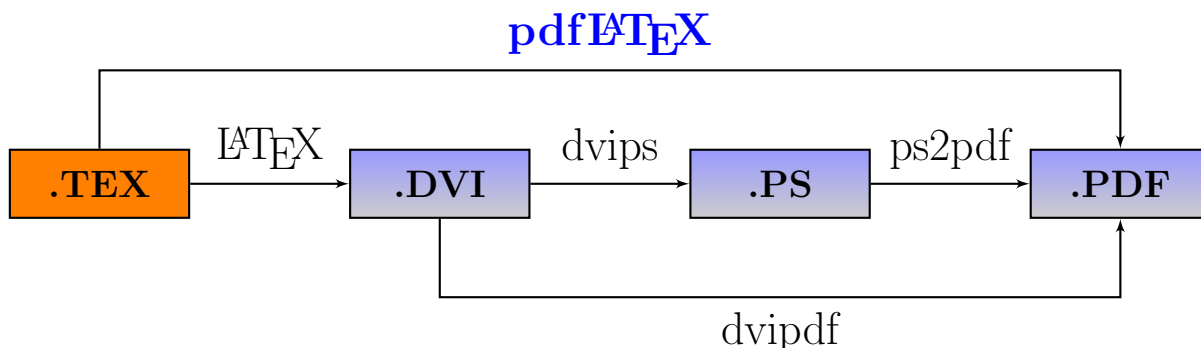 pdfLATEX
LATEX dvips ps2pdf
.TEX .DVI .PS .PDF
dvipdf